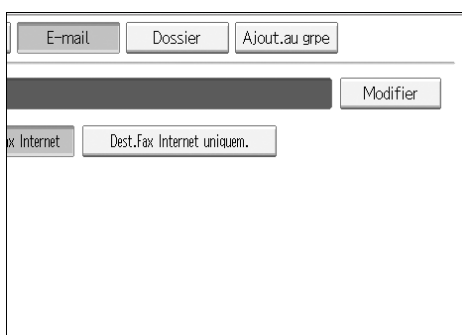 E-mail Dossier Ajout.au grpe
Modifier
Internet Dest.Fax Internet uniquem.